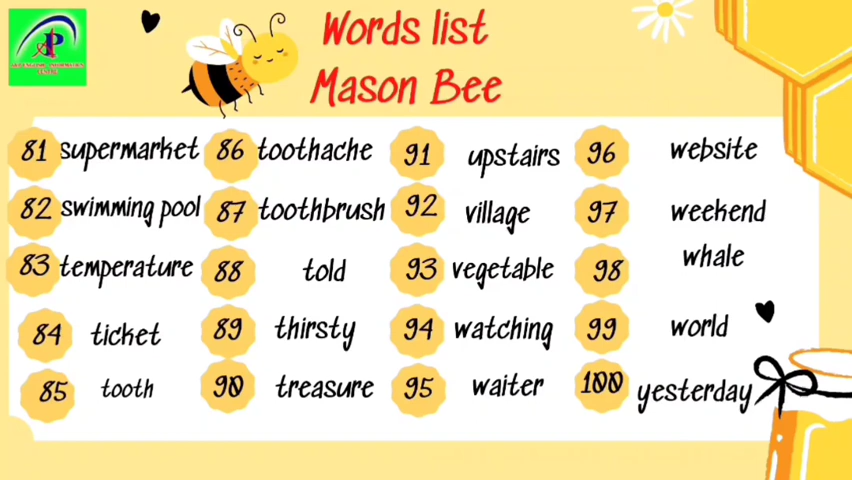 Words list
Mason Bee
81 supermarket
82 swimming pool
83 temperature
84 ticket
85 tooth
86 toothache
87 toothbrush
88 told
89 thirsty
90 treasure
91 upstairs
92 village
93 vegetable
94 watching
95 waiter
96 website
97 weekend
98 whale
99 world
100 yesterday